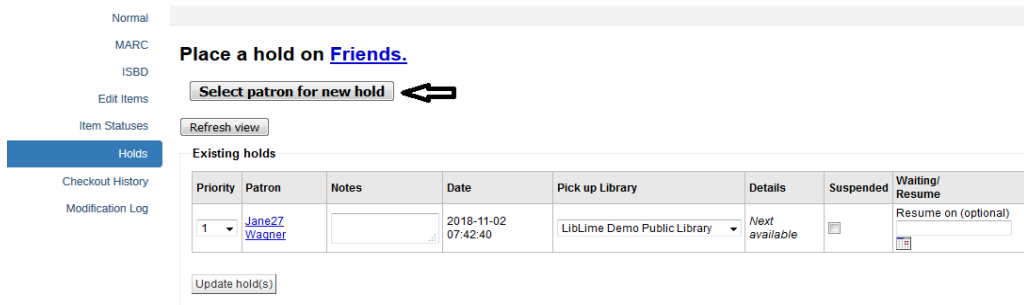 Normal
MARC
ISBD
Edit Items
Item Statuses
Holds
Checkout History
Modification Log
Place a hold on Friends.
Select patron for new hold
Refresh view
Existing holds
Priority Patron Notes Date Pick up Library Details Suspended Waiting/
Resume
1 Jane27 Wagner 2018-11-02 07:42:40 LibLime Demo Public Library Next available Resume on (optional)
Update hold(s)